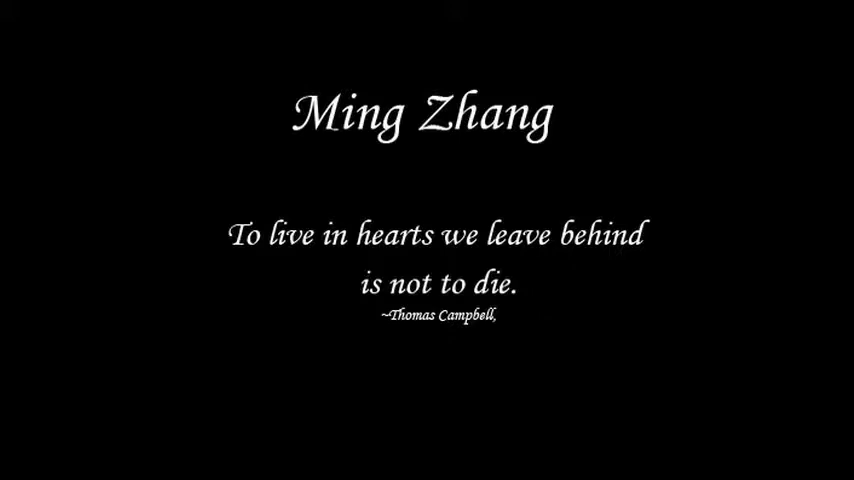 Ming Zhang
To live in hearts we leave behind
is not to die.
~Thomas Campbell,